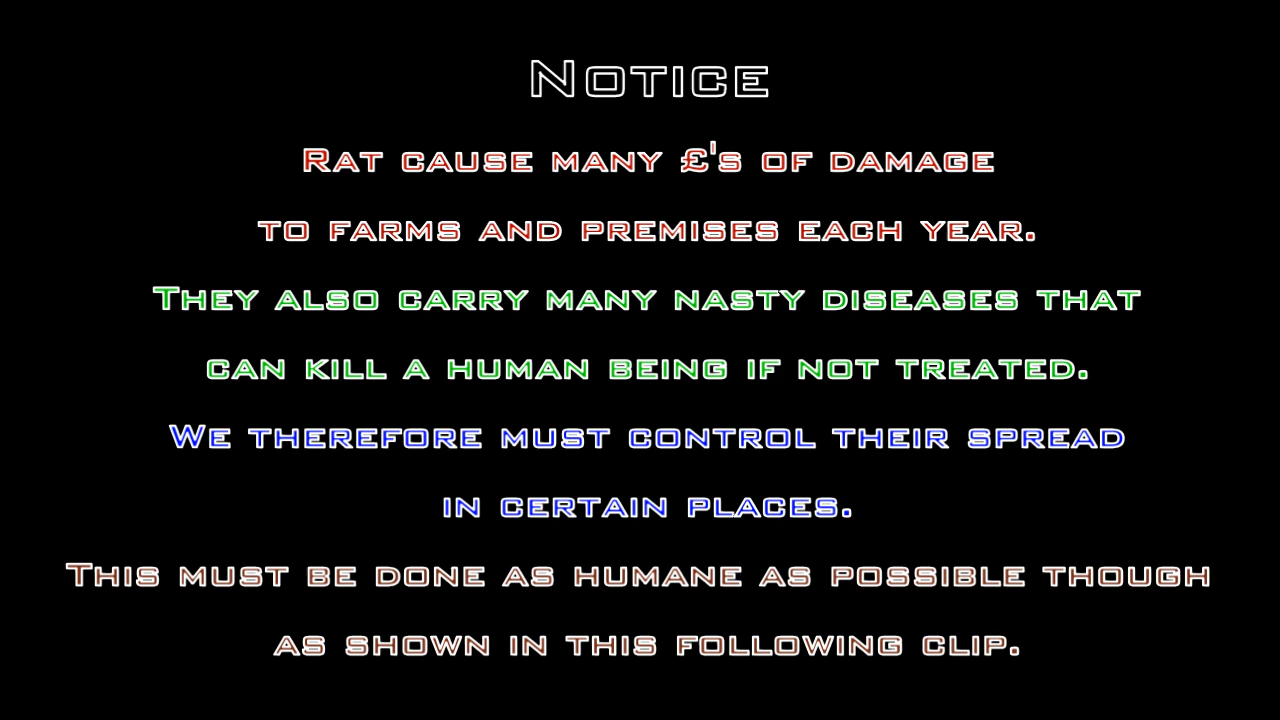 Notice
Rat cause many £'s of damage
to farms and premises each year.
They also carry many nasty diseases that
can kill a human being if not treated.
We therefore must control their spread
in certain places.
This must be done as humane as possible though
as shown in this following clip.